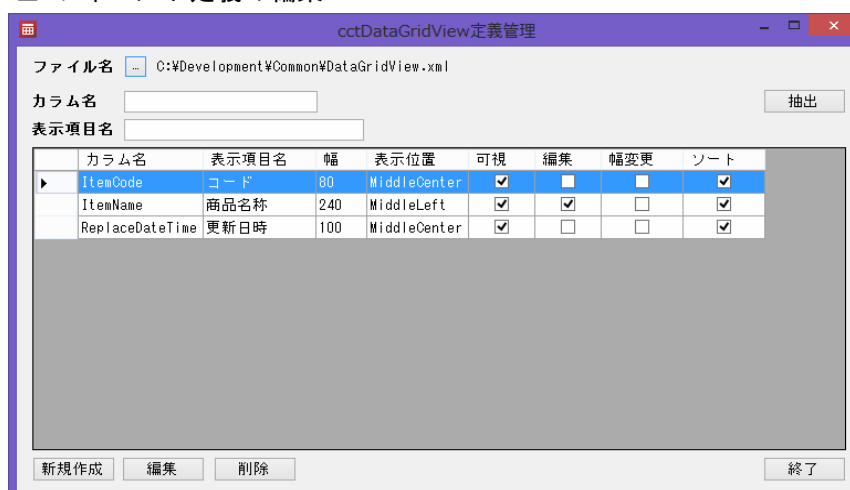 cctDataGridView定義管理
ファイル名 ... C:¥Development¥Common¥DataGridView.xml
カラム名 抽出
表示項目名
カラム名 表示項目名 幅 表示位置 可視 編集 幅変更 ソート
ItemCode コード 80 MiddleCenter
ItemName 商品名称 240 MiddleLeft
ReplaceDateTime 更新日時 100 MiddleCenter
新規作成 編集 削除 終了